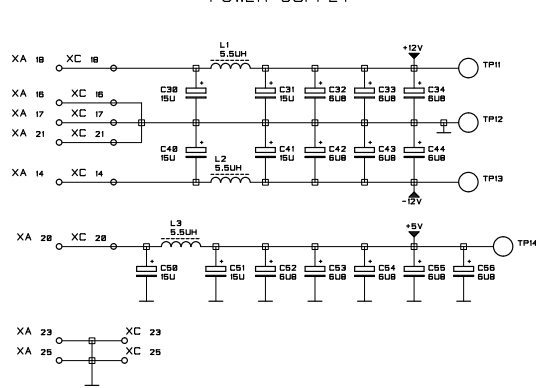 POWER SUPPLY
L1
5.5UH
+12V
XA 18 XC 18
TP11
C30
15U
C31
15U
C32
6U8
C33
6U8
C34
6U8
XA 16 XC 16
XA 17 XC 17
TP12
XA 21 XC 21
C40
15U
C41
15U
C42
6U8
C43
6U8
C44
6U8
L2
5.5UH
XA 14 XC 14
TP13
-12V
L3
5.5UH
+5V
XA 20 XC 20
TP14
C50
15U
C51
15U
C52
6U8
C53
6U8
C54
6U8
C55
6U8
C56
6U8
XA 23 XC 23
XA 25 XC 25